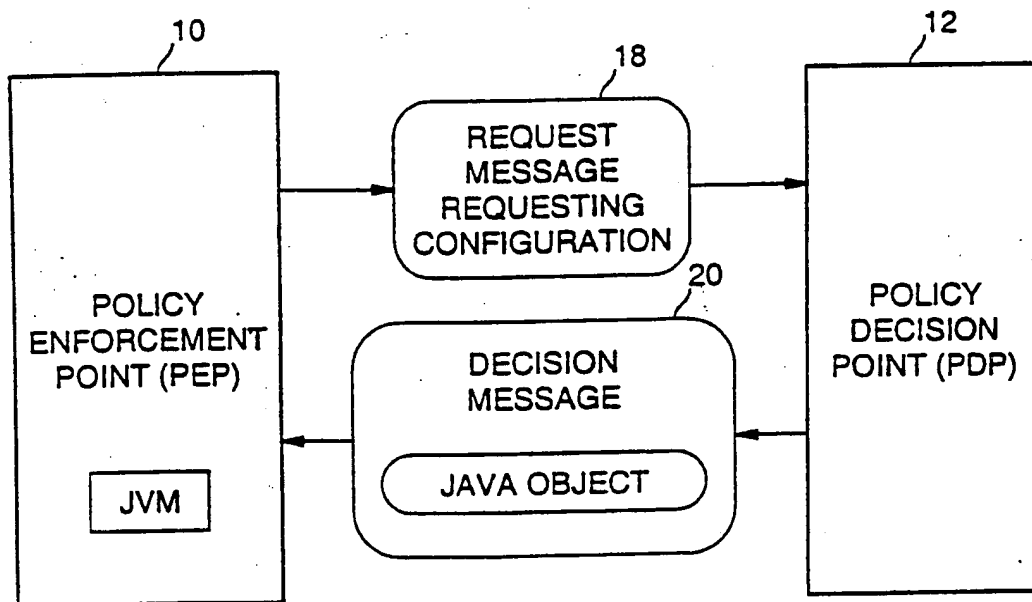 10
18
12
REQUEST
MESSAGE
REQUESTING
CONFIGURATION
POLICY
ENFORCEMENT
POINT (PEP)
JVM
20
DECISION
MESSAGE
JAVA OBJECT
POLICY
DECISION
POINT (PDP)